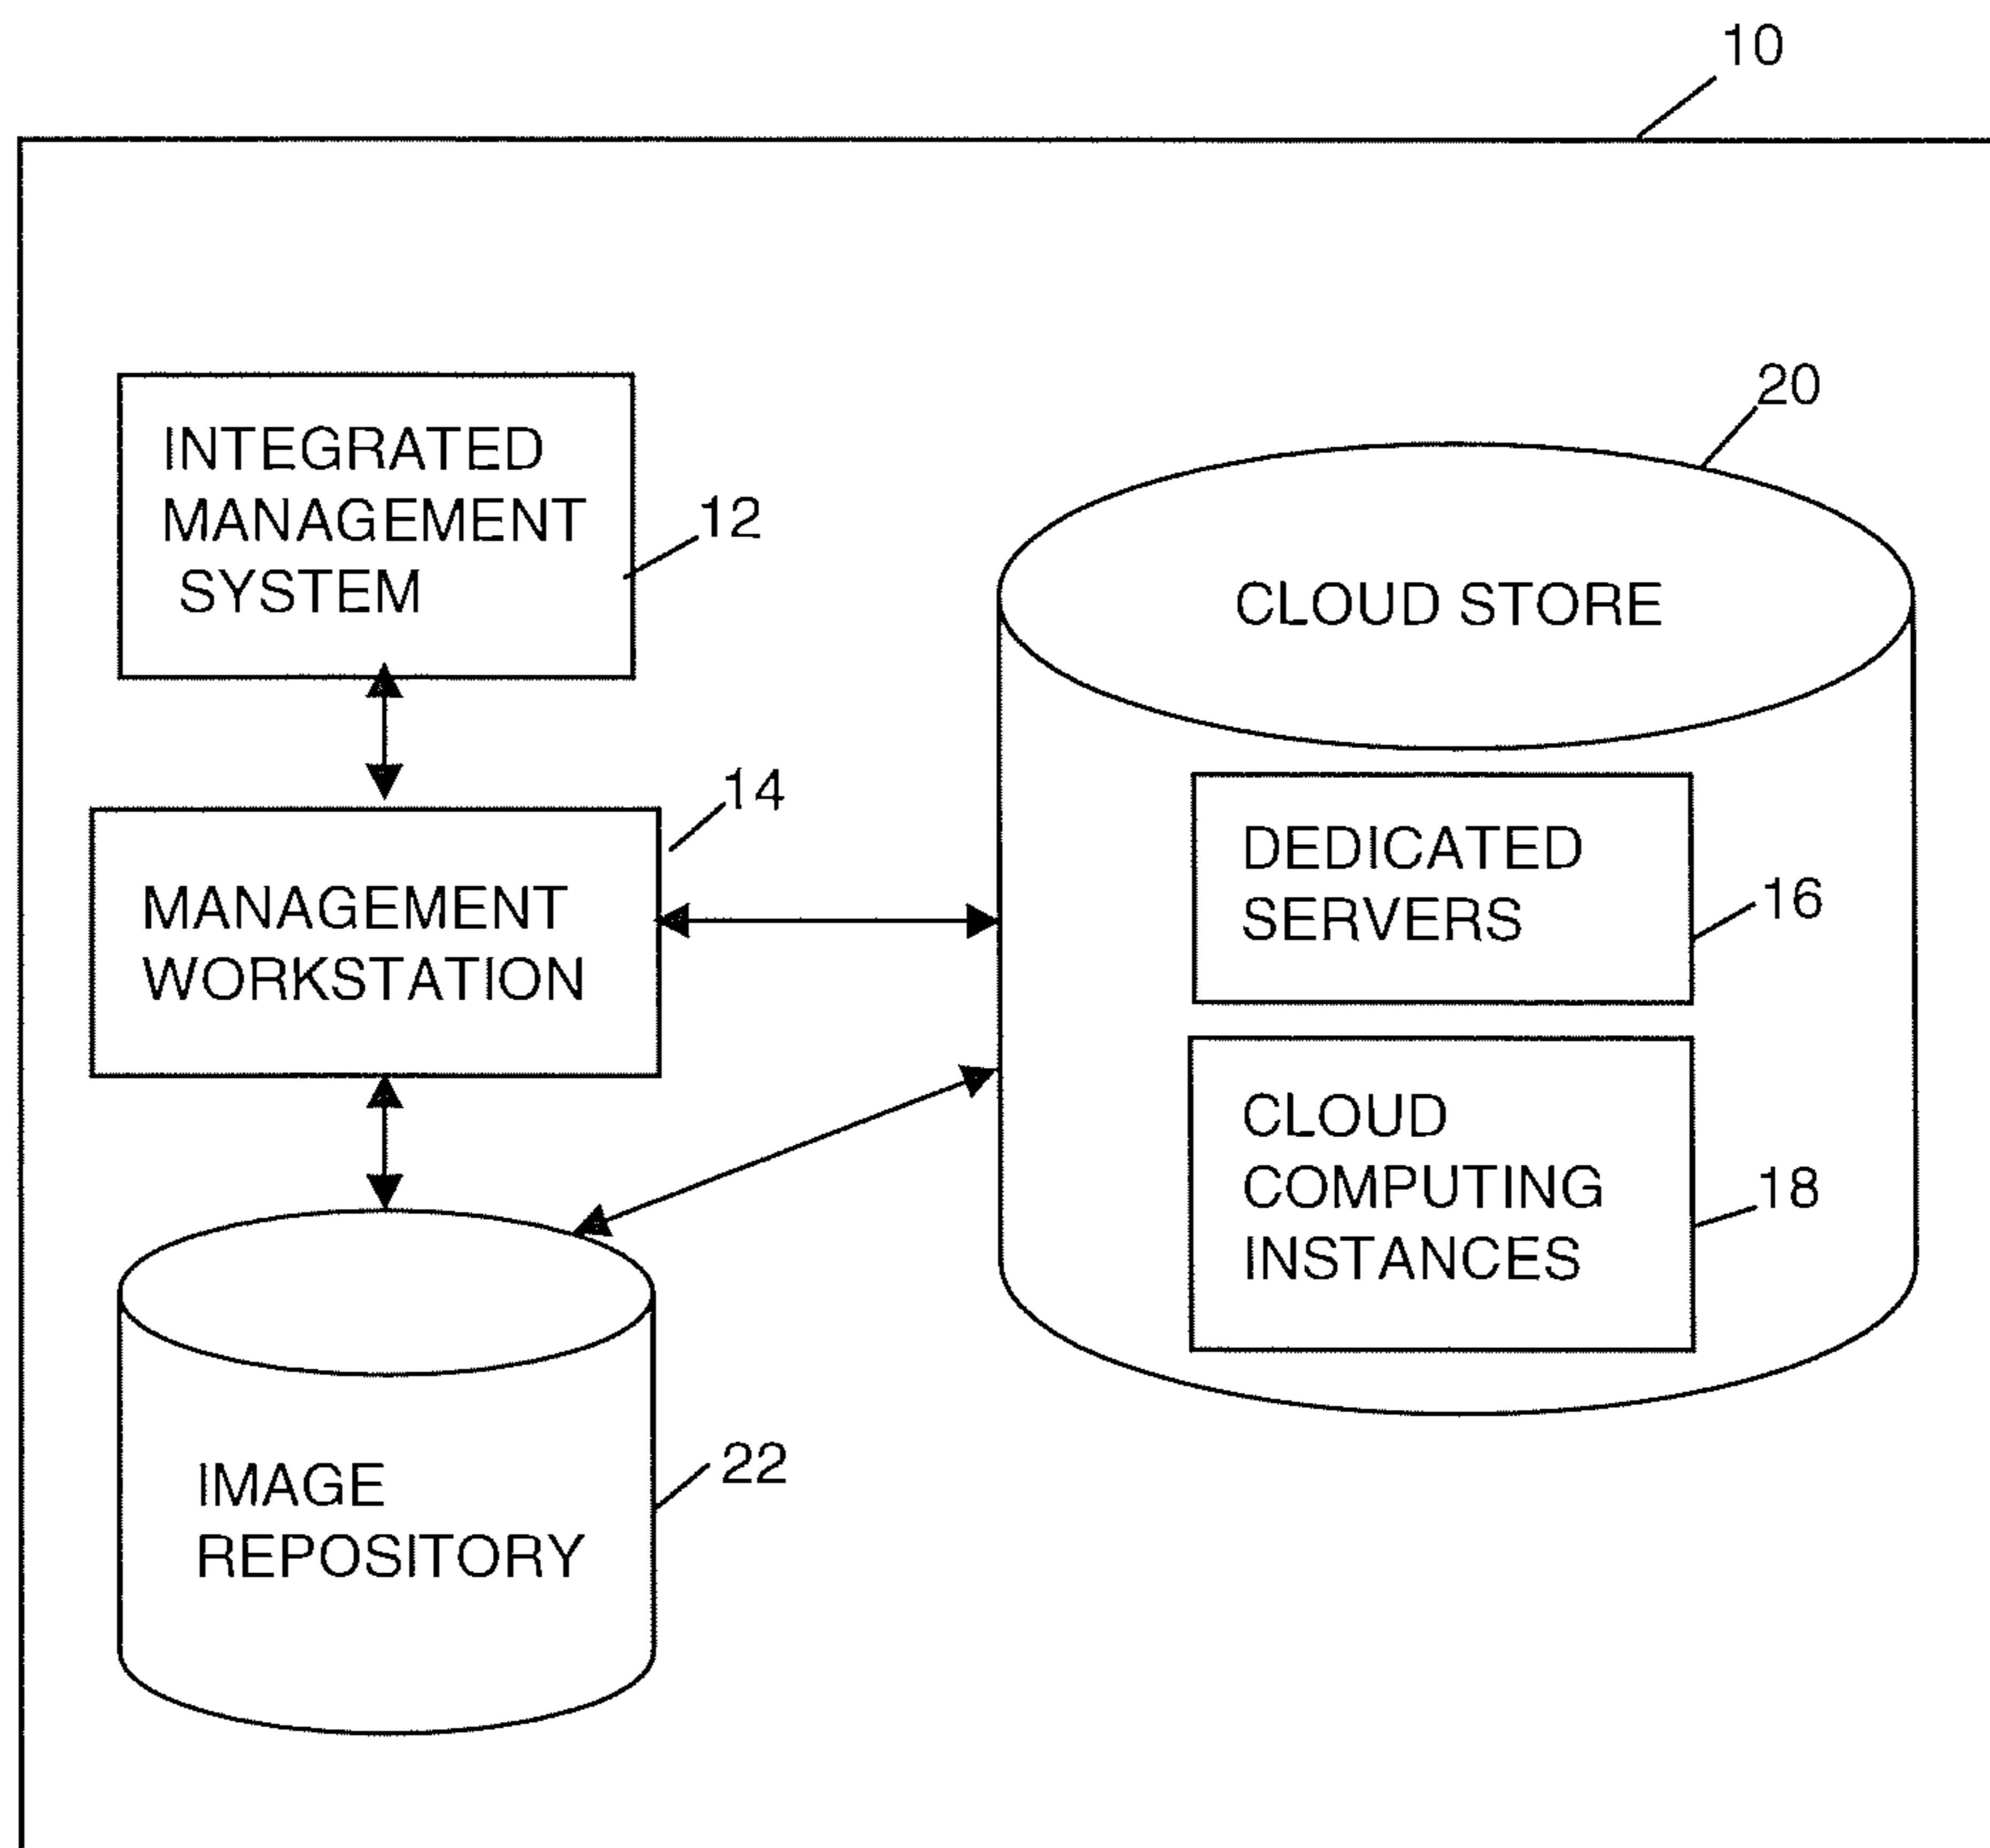 10
INTEGRATED
MANAGEMENT
SYSTEM
12
20
CLOUD STORE
14
MANAGEMENT
WORKSTATION
DEDICATED
SERVERS
16
CLOUD
COMPUTING
INSTANCES
18
IMAGE
REPOSITORY
22